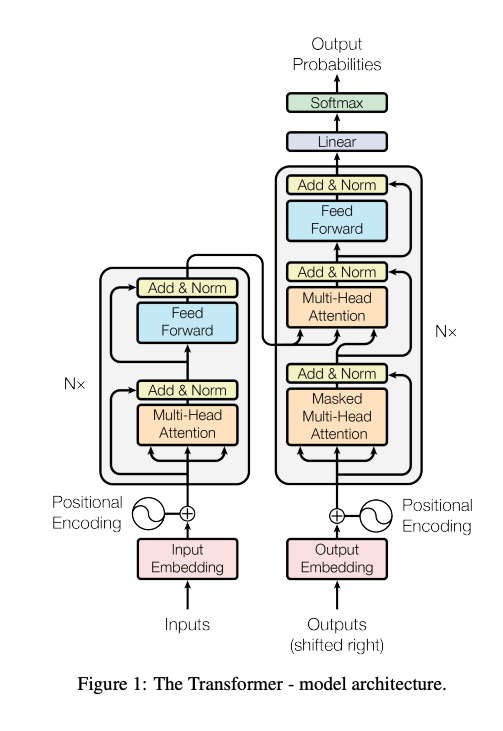 Output
Probabilities
Softmax
Linear
Add & Norm
Feed
Forward
Add & Norm
Multi-Head
Attention
Add & Norm
Masked
Multi-Head
Attention
N×
Add & Norm
Feed
Forward
Add & Norm
Multi-Head
Attention
N×
Positional
Encoding
Positional
Encoding
Input
Embedding
Output
Embedding
Inputs
Outputs
(shifted right)
Figure 1: The Transformer - model architecture.